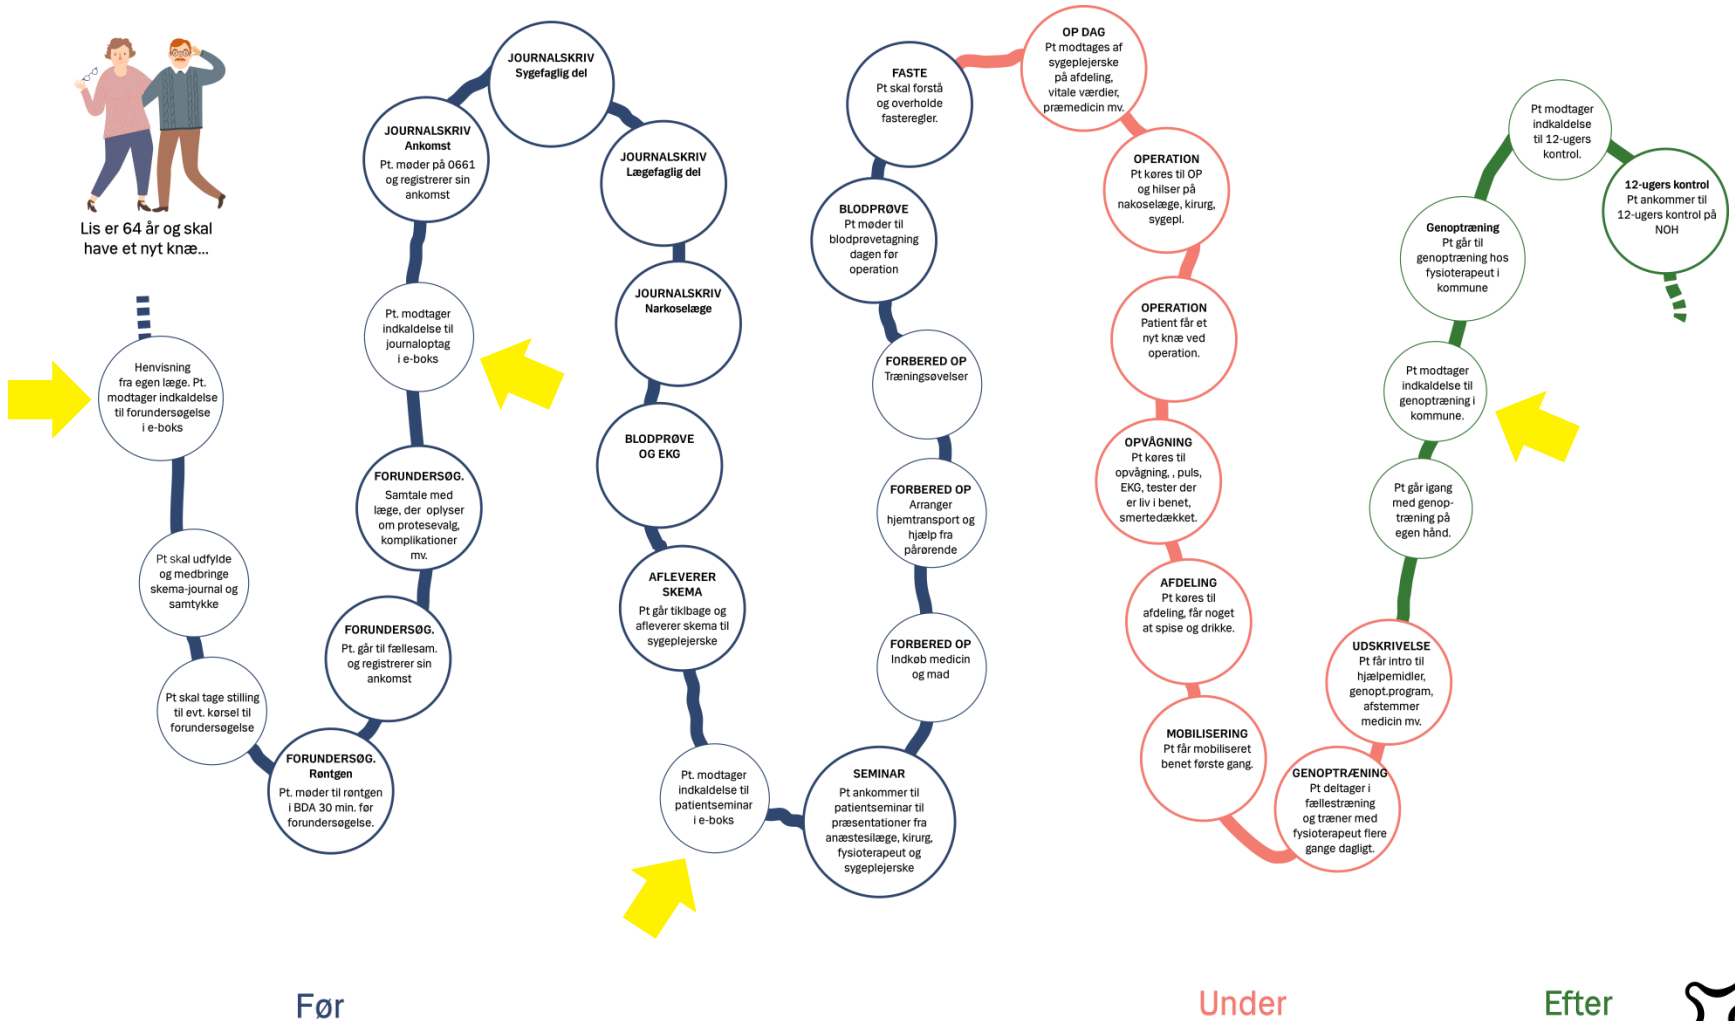 Lis er 64 år og skal
have et nyt knæ...
Henvisning
fra egen læge. Pt.
modtager indkaldelse
til forundersøgelse
i e-boks
Pt skal udfylde
og medbringe
skema-journal og
samtykke
Pt skal tage stilling
til evt. kørsel til
forundersøgelse
FORUNDERSØG.
Røntgen
Pt. møder til røntgen
i BDA 30 min. før
forundersøgelse.
FORUNDERSØG.
Pt. går til fællesam.
og registrerer sin
ankomst
FORUNDERSØG.
Samtale med
læge, der oplyser
om protesevalg,
komplikationer
mv.
Pt. modtager
indkaldelse til
journaloptag
i e-boks
JOURNALSKRIV
Ankomst
Pt. møder på 0661
og registrerer sin
ankomst
JOURNALSKRIV
Sygefaglig del
JOURNALSKRIV
Lægefaglig del
JOURNALSKRIV
Narkoselæge
BLODPRØVE
OG EKG
AFLEVERER
SKEMA
Pt går tiklbage og
afleverer skema til
sygeplejerske
Pt. modtager
indkaldelse til
patientseminar
i e-boks
SEMINAR
Pt ankommer til
patientseminar til
præsentationer fra
anæstesilæge, kirurg,
fysioterapeut og
sygeplejerske
FORBERED OP
Indkøb medicin
og mad
FORBERED OP
Arranger
hjemtransport og
hjælp fra
pårørende
FORBERED OP
Træningsøvelser
BLODPRØVE
Pt møder til
blodprøvetagning
dagen før
operation
FASTE
Pt skal forstå
og overholde
fasteregler.
OP DAG
Pt modtages af
sygeplejerske
på afdeling,
vitale værdier,
præmedicin mv.
OPERATION
Pt køres til OP
og hilser på
nakoselæge, kirurg,
sygepl.
OPERATION
Patient får et
nyt knæ ved
operation.
OPVÅGNING
Pt køres til
opvågning, , puls,
EKG, tester der
er liv i benet,
smertedækket.
AFDELING
Pt køres til
afdeling, får noget
at spise og drikke.
MOBILISERING
Pt får mobiliseret
benet første gang.
GENOPTRÆNING
Pt deltager i
fællestræning
og træner med
fysioterapeut flere
gange dagligt.
UDSKRIVELSE
Pt får intro til
hjælpemidler,
genopt.program,
afstemmer
medicin mv.
Pt går igang
med genop-
træning på
egen hånd.
Pt modtager
indkaldelse til
genoptræning i
kommune.
Genoptræning
Pt går til
genoptræning hos
fysioterapeut i
kommune
Pt modtager
indkaldelse
til 12-ugers
kontrol.
12-ugers kontrol
Pt ankommer til
12-ugers kontrol på
NOH
Før
Under
Efter